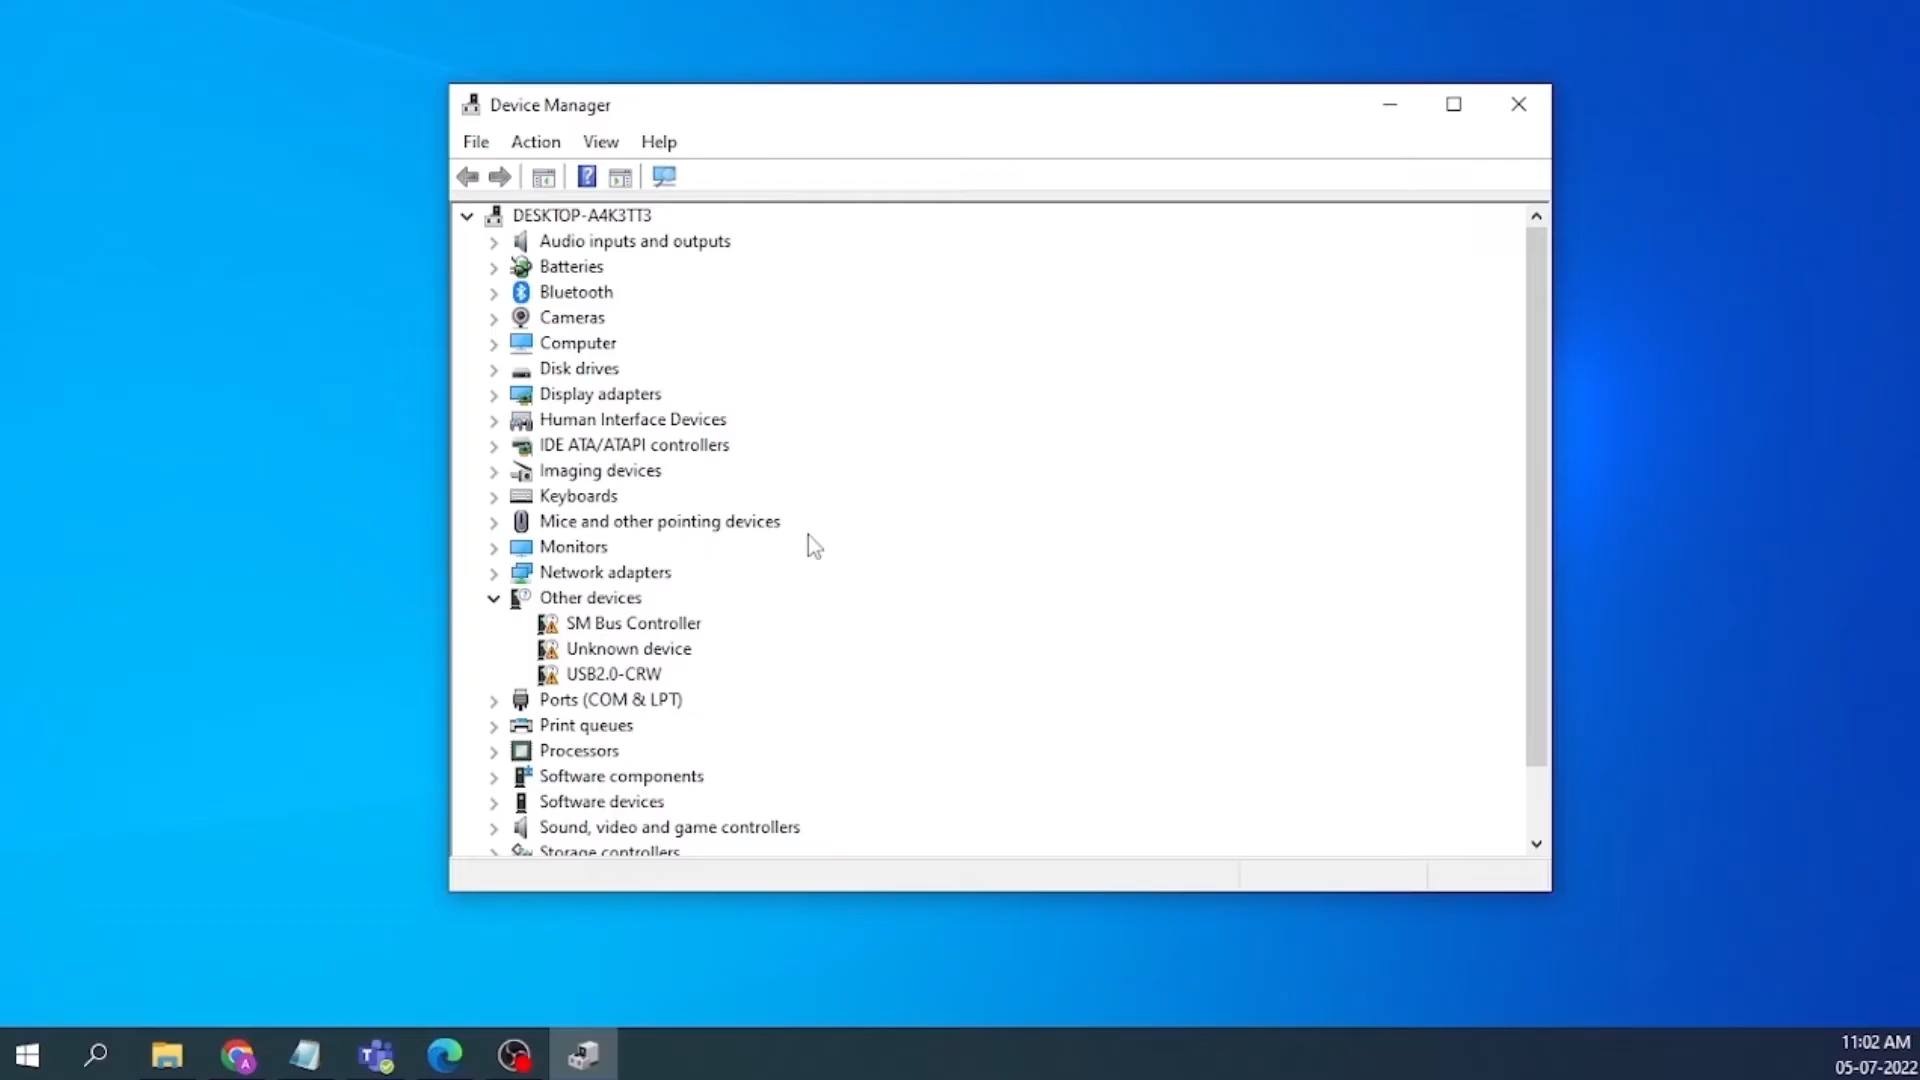 Device Manager
File Action View Help
DESKTOP-A4K3TT3
Audio inputs and outputs
Batteries
Bluetooth
Cameras
Computer
Disk drives
Display adapters
Human Interface Devices
IDE ATA/ATAPI controllers
Imaging devices
Keyboards
Mice and other pointing devices
Monitors
Network adapters
Other devices
SM Bus Controller
Unknown device
USB2.0-CRW
Ports (COM & LPT)
Print queues
Processors
Software components
Software devices
Sound, video and game controllers
Storage controllers
11:02 AM
05-07-2022